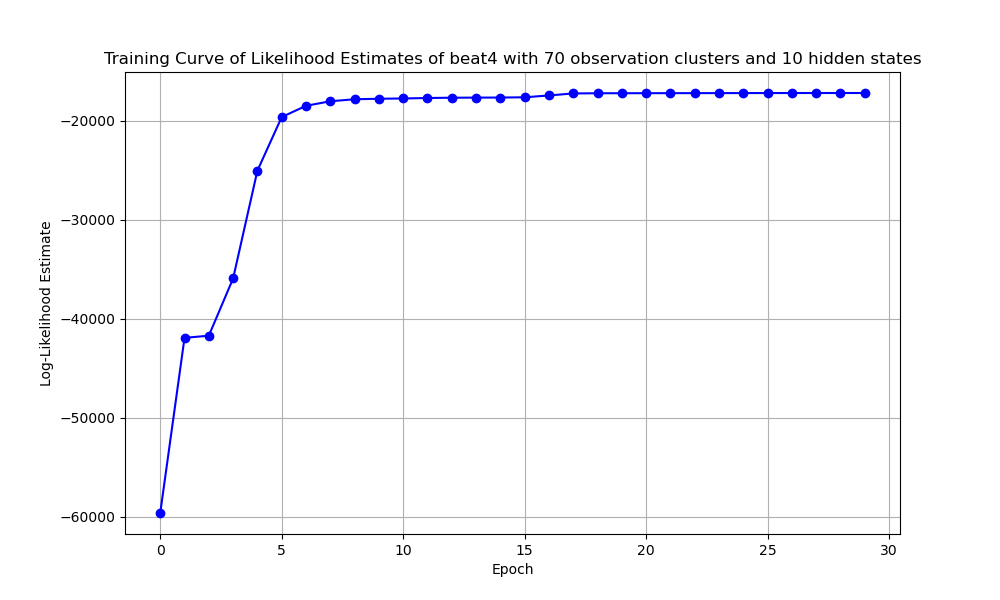 Training Curve of Likelihood Estimates of beat4 with 70 observation clusters and 10 hidden states
Log-Likelihood Estimate
−20000
−30000
−40000
−50000
−60000
0 5 10 15 20 25 30
Epoch